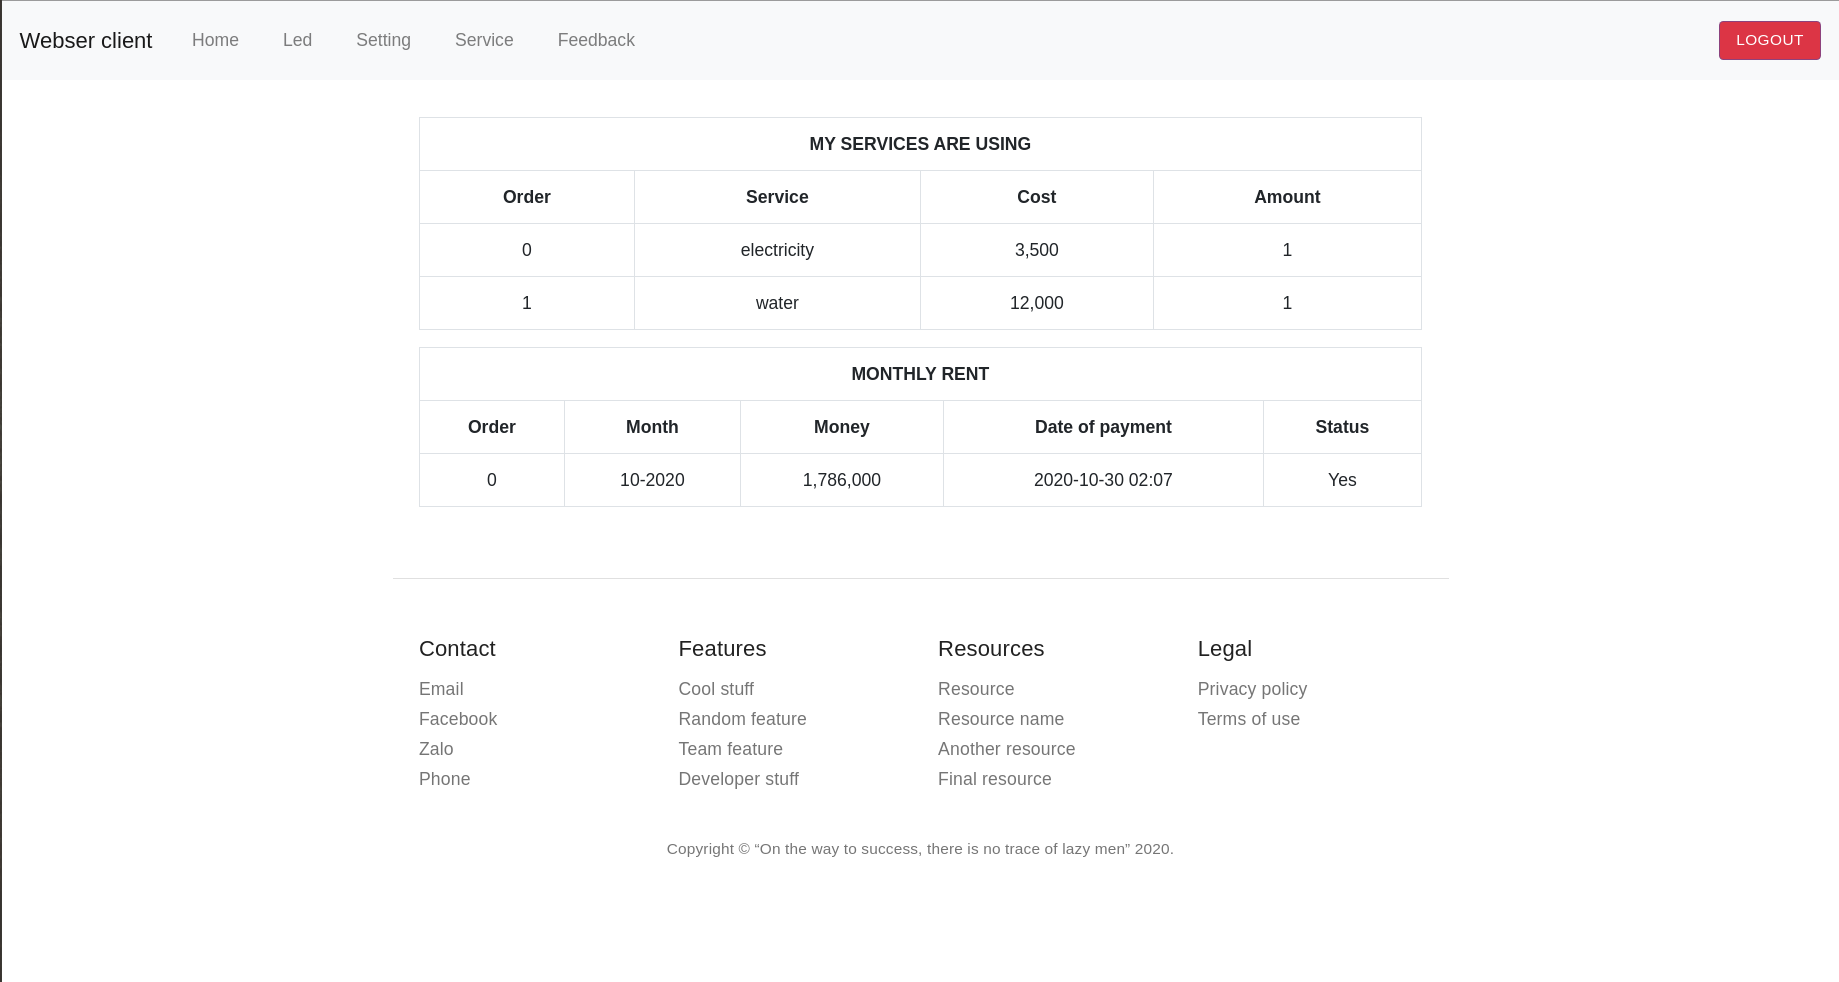 Webser client Home Led Setting Service Feedback LOGOUT
MY SERVICES ARE USING
Order Service Cost Amount
0 electricity 3,500 1
1 water 12,000 1
MONTHLY RENT
Order Month Money Date of payment Status
0 10-2020 1,786,000 2020-10-30 02:07 Yes
Contact
Email
Facebook
Zalo
Phone
Features
Cool stuff
Random feature
Team feature
Developer stuff
Resources
Resource
Resource name
Another resource
Final resource
Legal
Privacy policy
Terms of use
Copyright © “On the way to success, there is no trace of lazy men” 2020.